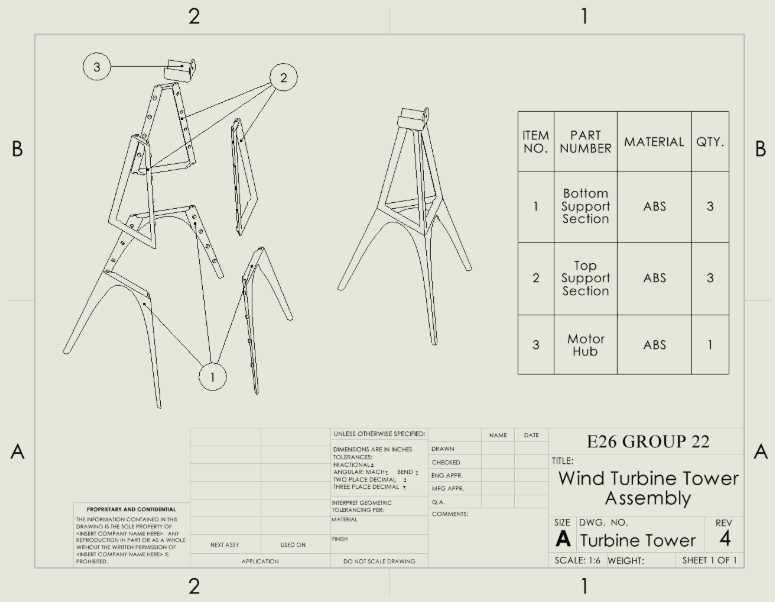 2 1
B B
A A
2 1
3
2
1
ITEM NO. PART NUMBER MATERIAL QTY.
1 Bottom Support Section ABS 3
2 Top Support Section ABS 3
3 Motor Hub ABS 1
PROPRIETARY AND CONFIDENTIAL
THE INFORMATION CONTAINED IN THIS
DRAWING IS THE SOLE PROPERTY OF
<INSERT COMPANY NAME HERE>. ANY
REPRODUCTION IN PART OR AS A WHOLE
WITHOUT THE WRITTEN PERMISSION OF
<INSERT COMPANY NAME HERE> IS
PROHIBITED.
NEXT ASSY USED ON
APPLICATION
UNLESS OTHERWISE SPECIFIED:
DIMENSIONS ARE IN INCHES
TOLERANCES:
FRACTIONAL±
ANGULAR: MACH± BEND ±
TWO PLACE DECIMAL ±
THREE PLACE DECIMAL ±
INTERPRET GEOMETRIC
TOLERANCING PER:
MATERIAL
FINISH
DO NOT SCALE DRAWING
NAME DATE
DRAWN
CHECKED
ENG APPR.
MFG APPR.
Q.A.
COMMENTS:
E26 GROUP 22
TITLE:
Wind Turbine Tower
Assembly
SIZE DWG. NO. REV
A Turbine Tower 4
SCALE: 1:6 WEIGHT: SHEET 1 OF 1